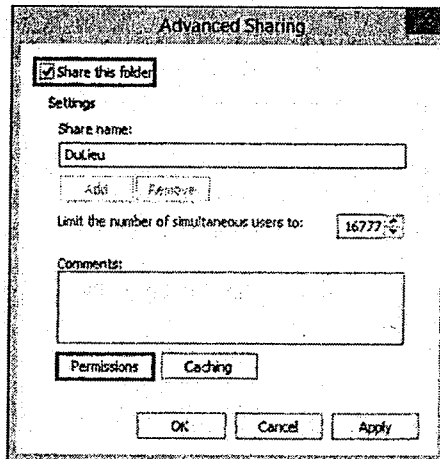 Advanced Sharing
Share this folder
Settings
Share name:
DuLieu
Add Remove
Limit the number of simultaneous users to: 16777
Comments:
Permissions Caching
OK Cancel Apply